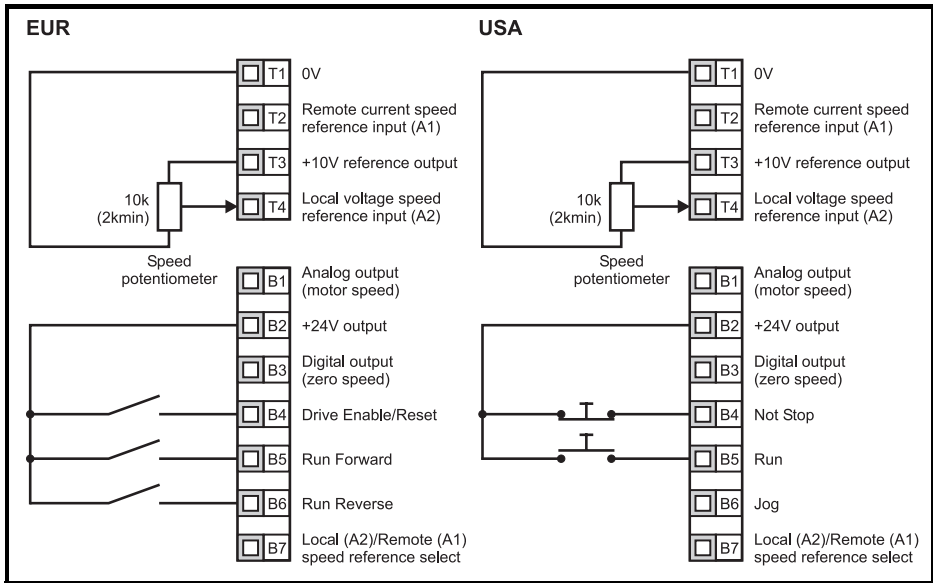 EUR
T1 0V
T2 Remote current speed
reference input (A1)
T3 +10V reference output
10k
(2kmin)
T4 Local voltage speed
reference input (A2)
Speed
potentiometer
B1 Analog output
(motor speed)
B2 +24V output
B3 Digital output
(zero speed)
B4 Drive Enable/Reset
B5 Run Forward
B6 Run Reverse
B7 Local (A2)/Remote (A1)
speed reference select
USA
T1 0V
T2 Remote current speed
reference input (A1)
T3 +10V reference output
10k
(2kmin)
T4 Local voltage speed
reference input (A2)
Speed
potentiometer
B1 Analog output
(motor speed)
B2 +24V output
B3 Digital output
(zero speed)
B4 Not Stop
B5 Run
B6 Jog
B7 Local (A2)/Remote (A1)
speed reference select